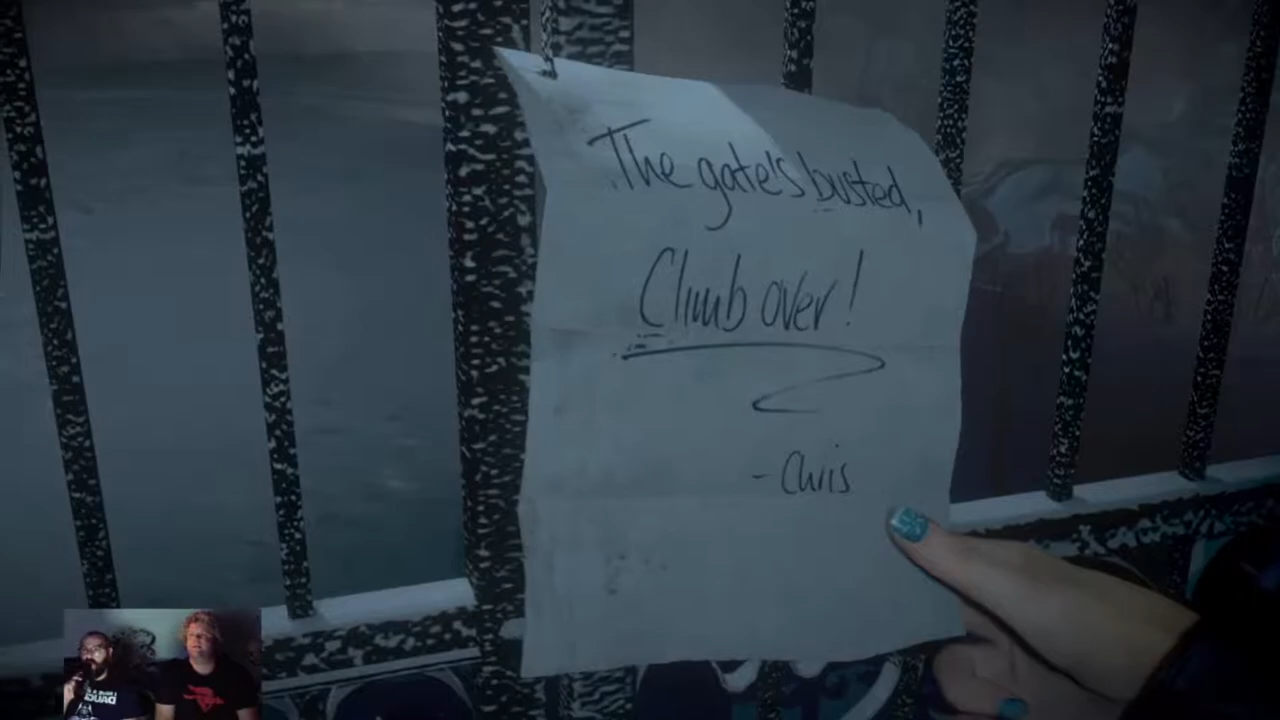 The gate's busted,
Climb over!
- Chris